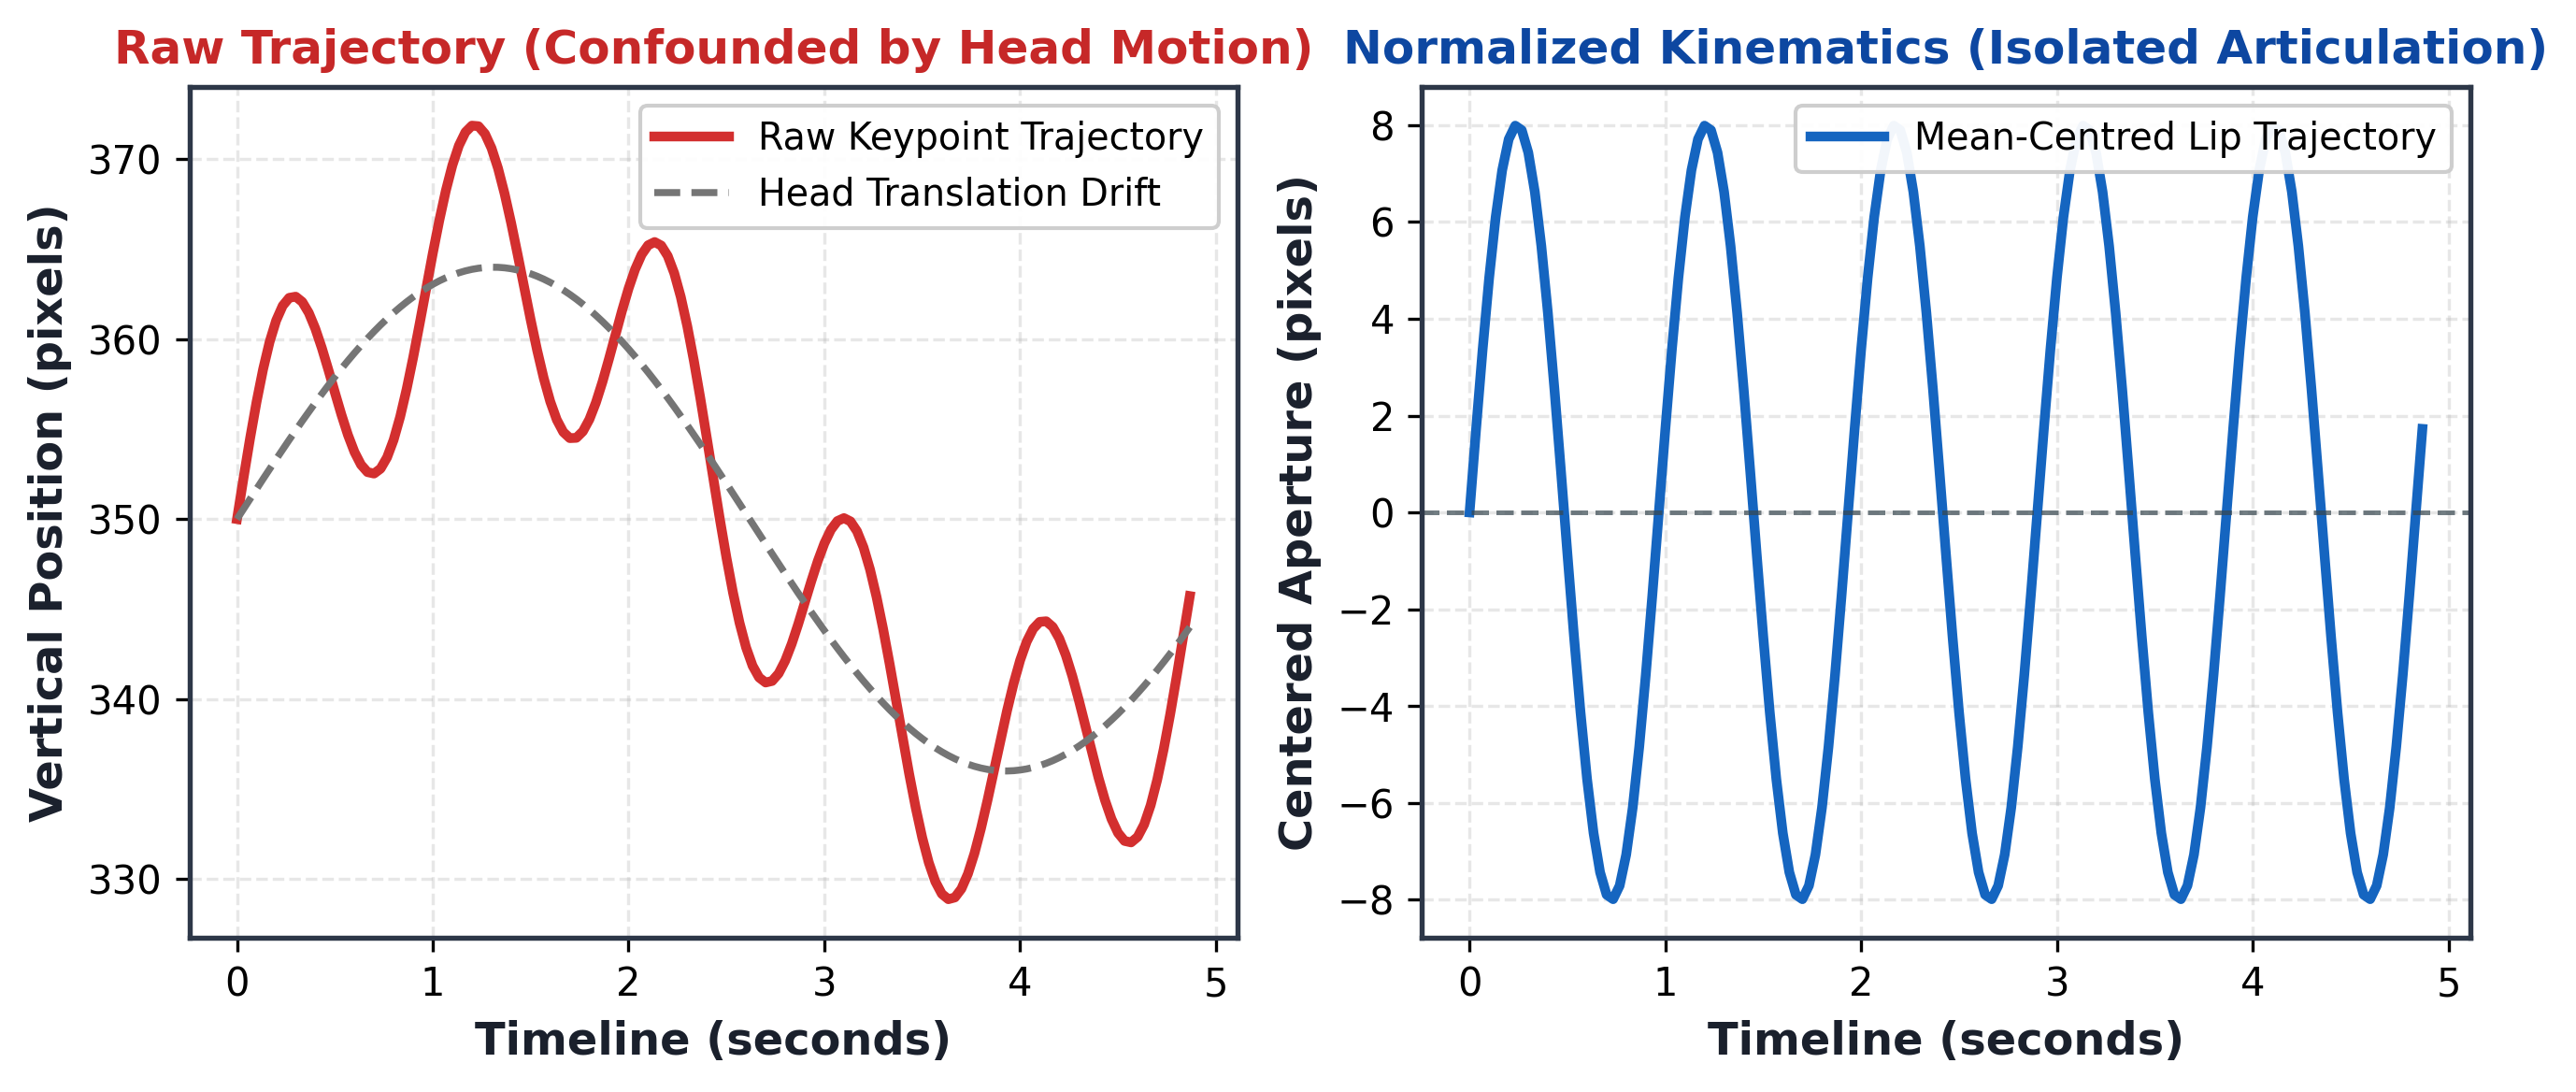 Raw Trajectory (Confounded by Head Motion)
Vertical Position (pixels)
370
360
350
340
330
Raw Keypoint Trajectory
Head Translation Drift
0 1 2 3 4 5
Timeline (seconds)
Normalized Kinematics (Isolated Articulation)
Centered Aperture (pixels)
8
6
4
2
0
−2
−4
−6
−8
Mean-Centred Lip Trajectory
0 1 2 3 4 5
Timeline (seconds)